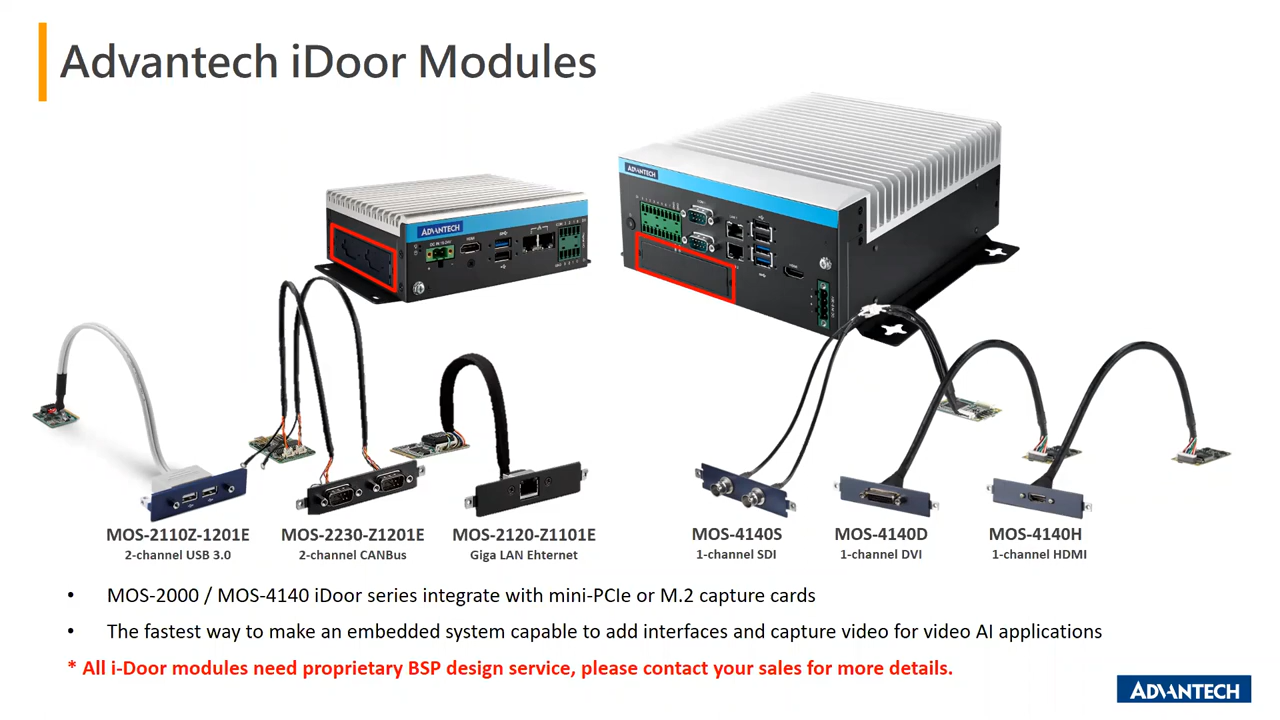 Advantech iDoor Modules
ADVANTECH
ADVANTECH
MOS-2110Z-1201E
2-channel USB 3.0
MOS-2230-Z1201E
2-channel CANBus
MOS-2120-Z1101E
Giga LAN Ehternet
MOS-4140S
1-channel SDI
MOS-4140D
1-channel DVI
MOS-4140H
1-channel HDMI
• MOS-2000 / MOS-4140 iDoor series integrate with mini-PCIe or M.2 capture cards
• The fastest way to make an embedded system capable to add interfaces and capture video for video AI applications
* All i-Door modules need proprietary BSP design service, please contact your sales for more details.
ADVANTECH